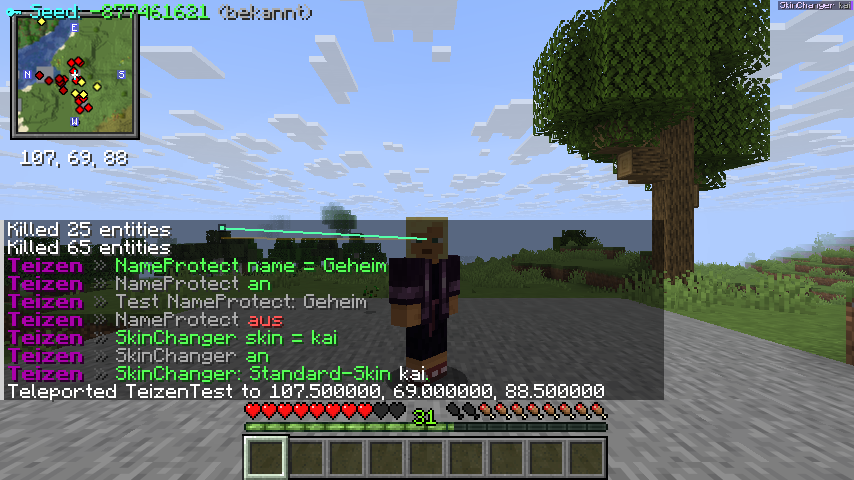 Seed: -877461621 (bekannt)
SkinChanger kai
E
N
S
W
107, 69, 88
Killed 25 entities
Killed 65 entities
Teizen » NameProtect name = Geheim
Teizen » NameProtect an
Teizen » Test NameProtect: Geheim
Teizen » NameProtect aus
Teizen » SkinChanger skin = kai
Teizen » SkinChanger an
Teizen » SkinChanger: Standard-Skin kai.
Teleported TeizenTest to 107.500000, 69.000000, 88.500000
31